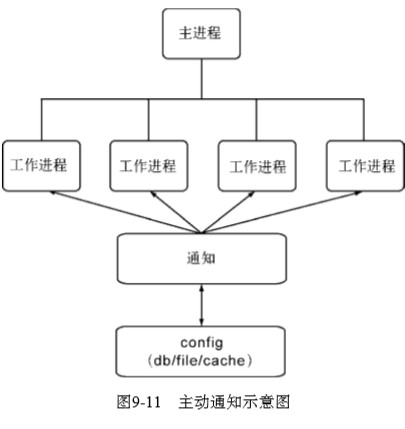 主进程
工作进程 工作进程 工作进程 工作进程
通知
config
（db/file/cache）
图9-11 主动通知示意图